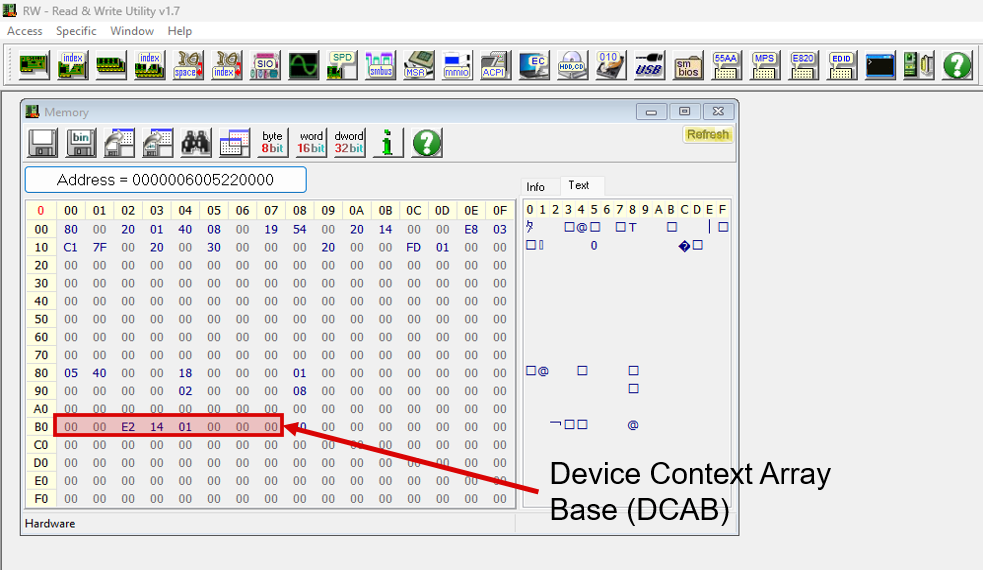 RW - Read & Write Utility v1.7
Access Specific Window Help
index index space index SIO SPD smbus MSR mmio ACPI EC HDD,CD 010 USB sm bios 55AA MPS E820 EDID ?
Memory
bin byte 8bit word 16bit dword 32bit i ?
Refresh
Address = 0000006005220000
Info Text
0 00 01 02 03 04 05 06 07 08 09 0A 0B 0C 0D 0E 0F
0 1 2 3 4 5 6 7 8 9 A B C D E F
00 80 00 20 01 40 08 00 19 54 00 20 14 00 00 E8 03
□@□ □T □ | □
10 C1 7F 00 20 00 30 00 00 00 20 00 00 FD 01 00 00
0 �□
20 00 00 00 00 00 00 00 00 00 00 00 00 00 00 00 00
30 00 00 00 00 00 00 00 00 00 00 00 00 00 00 00 00
40 00 00 00 00 00 00 00 00 00 00 00 00 00 00 00 00
50 00 00 00 00 00 00 00 00 00 00 00 00 00 00 00 00
60 00 00 00 00 00 00 00 00 00 00 00 00 00 00 00 00
70 00 00 00 00 00 00 00 00 00 00 00 00 00 00 00 00
80 05 40 00 00 18 00 00 00 01 00 00 00 00 00 00 00
□@ □ □
90 00 00 00 00 02 00 00 00 08 00 00 00 00 00 00 00
□
A0 00 00 00 00 00 00 00 00 00 00 00 00 00 00 00 00
B0 00 00 E2 14 01 00 00 00 00 00 00 00 00 00 00
□□ @
C0 00 00 00 00 00 00 00 00 00 00 00 00 00 00 00 00
D0 00 00 00 00 00 00 00 00 00 00 00 00 00 00 00 00
E0 00 00 00 00 00 00 00 00 00 00 00 00 00 00 00 00
F0 00 00 00 00 00 00 00 00 00 00 00 00 00 00 00 00
Device Context Array
Base (DCAB)
Hardware